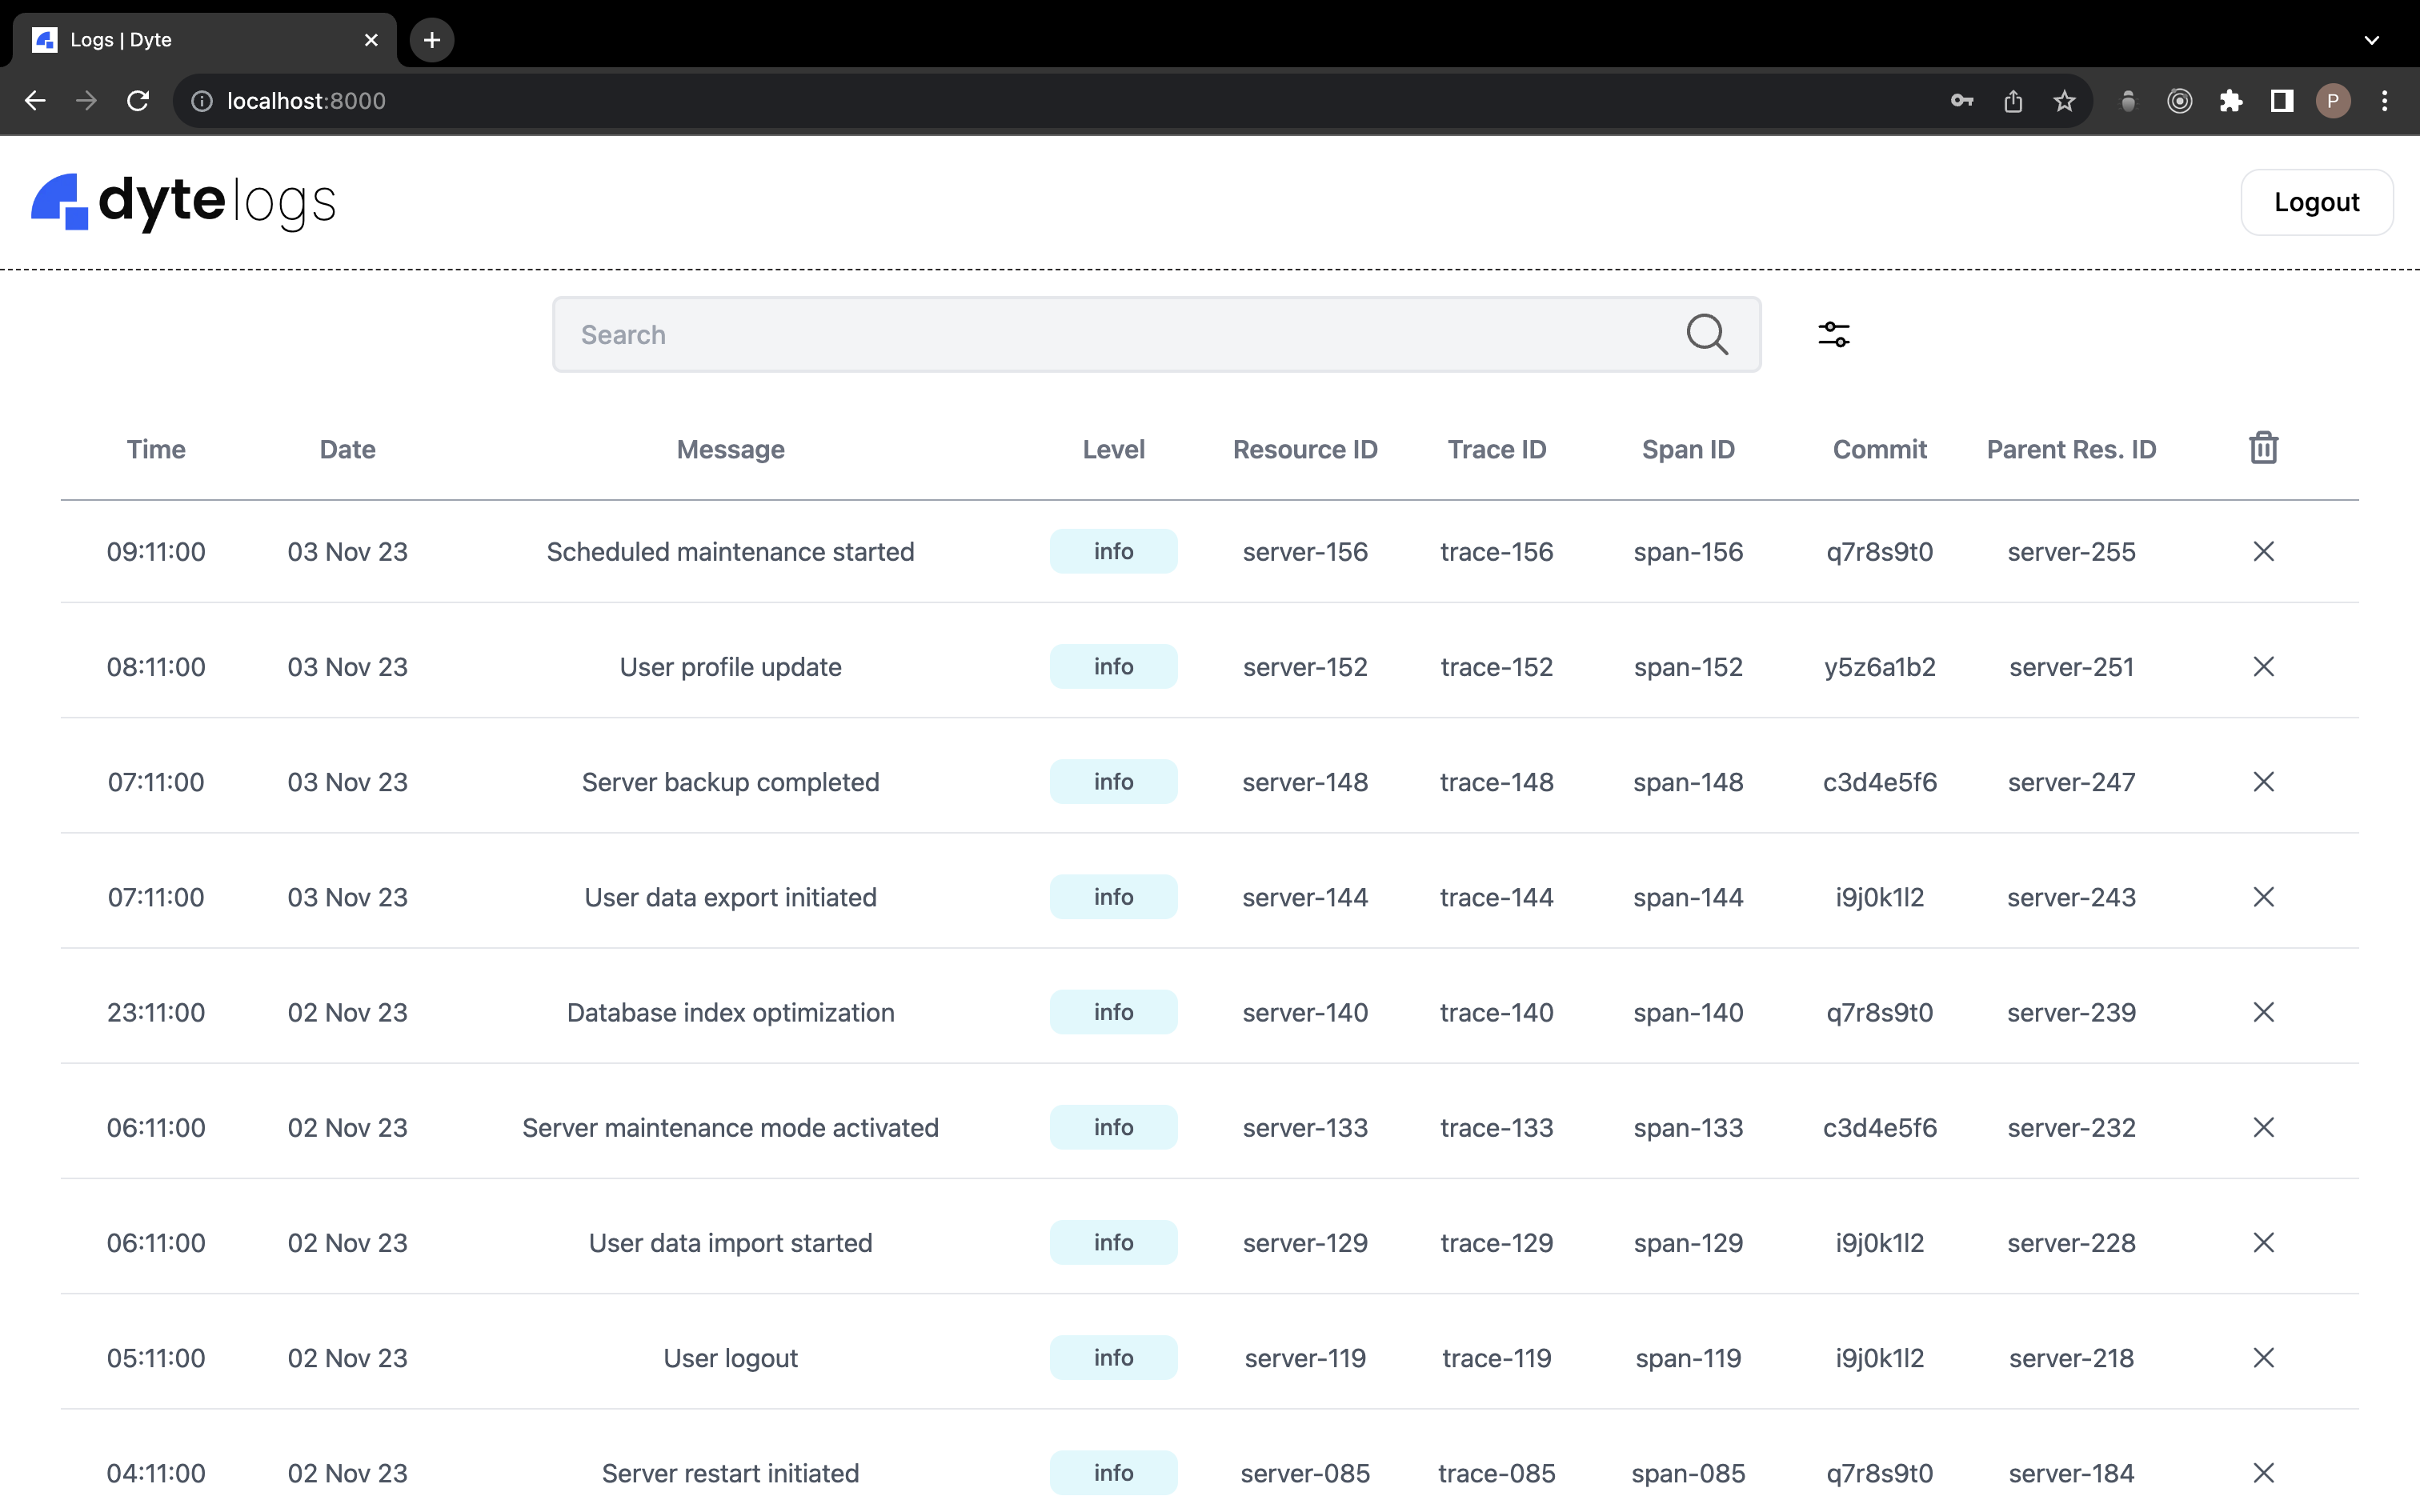 Logs | Dyte
localhost:8000
P
dyte logs
Logout
Search
Time Date Message Level Resource ID Trace ID Span ID Commit Parent Res. ID
09:11:00 03 Nov 23 Scheduled maintenance started info server-156 trace-156 span-156 q7r8s9t0 server-255
08:11:00 03 Nov 23 User profile update info server-152 trace-152 span-152 y5z6a1b2 server-251
07:11:00 03 Nov 23 Server backup completed info server-148 trace-148 span-148 c3d4e5f6 server-247
07:11:00 03 Nov 23 User data export initiated info server-144 trace-144 span-144 i9j0k1l2 server-243
23:11:00 02 Nov 23 Database index optimization info server-140 trace-140 span-140 q7r8s9t0 server-239
06:11:00 02 Nov 23 Server maintenance mode activated info server-133 trace-133 span-133 c3d4e5f6 server-232
06:11:00 02 Nov 23 User data import started info server-129 trace-129 span-129 i9j0k1l2 server-228
05:11:00 02 Nov 23 User logout info server-119 trace-119 span-119 i9j0k1l2 server-218
04:11:00 02 Nov 23 Server restart initiated info server-085 trace-085 span-085 q7r8s9t0 server-184